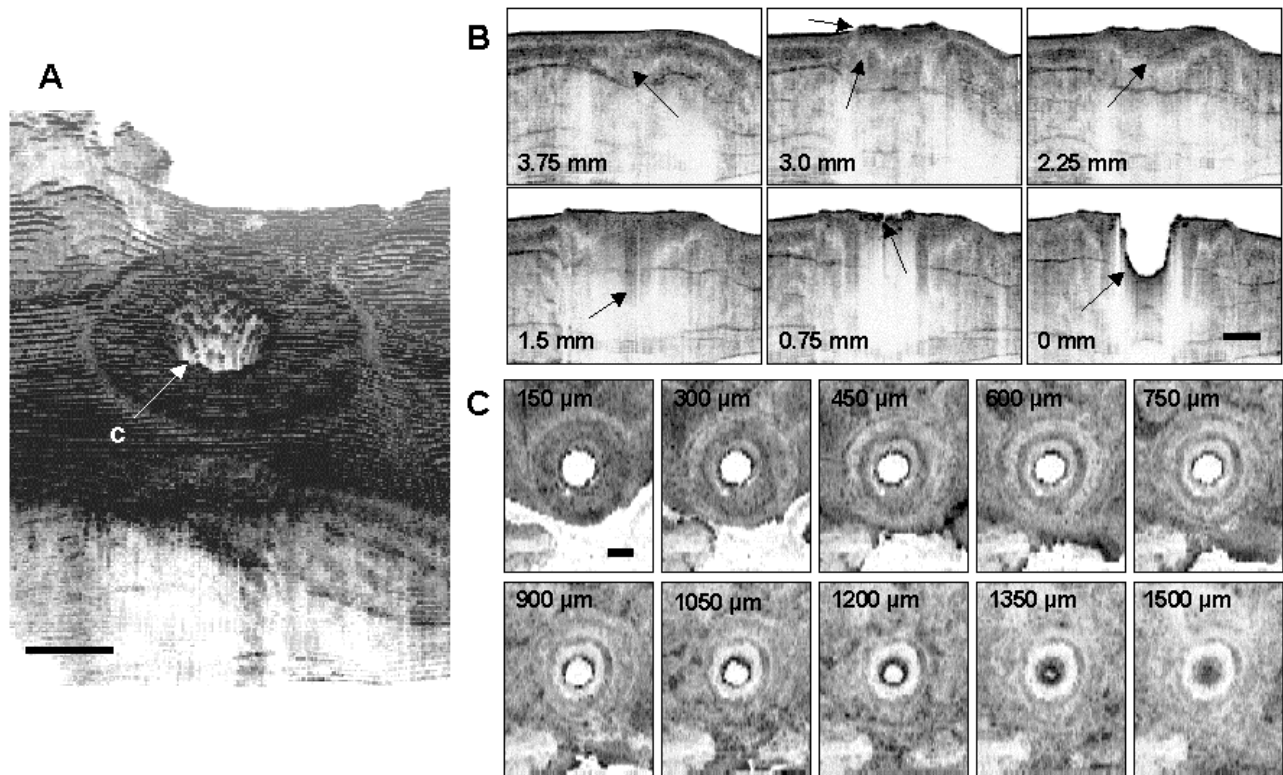 A
c
B
3.75 mm
3.0 mm
2.25 mm
1.5 mm
0.75 mm
0 mm
C
150 µm
300 µm
450 µm
600 µm
750 µm
900 µm
1050 µm
1200 µm
1350 µm
1500 µm